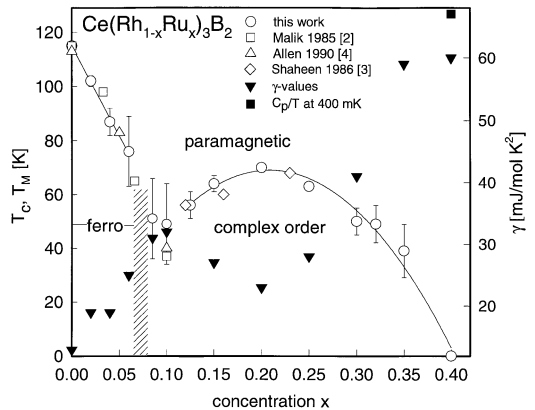 Ce(Rh1-xRux)3B2
this work
Malik 1985 [2]
Allen 1990 [4]
Shaheen 1986 [3]
γ-values
Cp/T at 400 mK
paramagnetic
ferro
complex order
TC, TM [K]
120
100
80
60
40
20
0
γ [mJ/mol K2]
60
50
40
30
20
0.00 0.05 0.10 0.15 0.20 0.25 0.30 0.35 0.40
concentration x